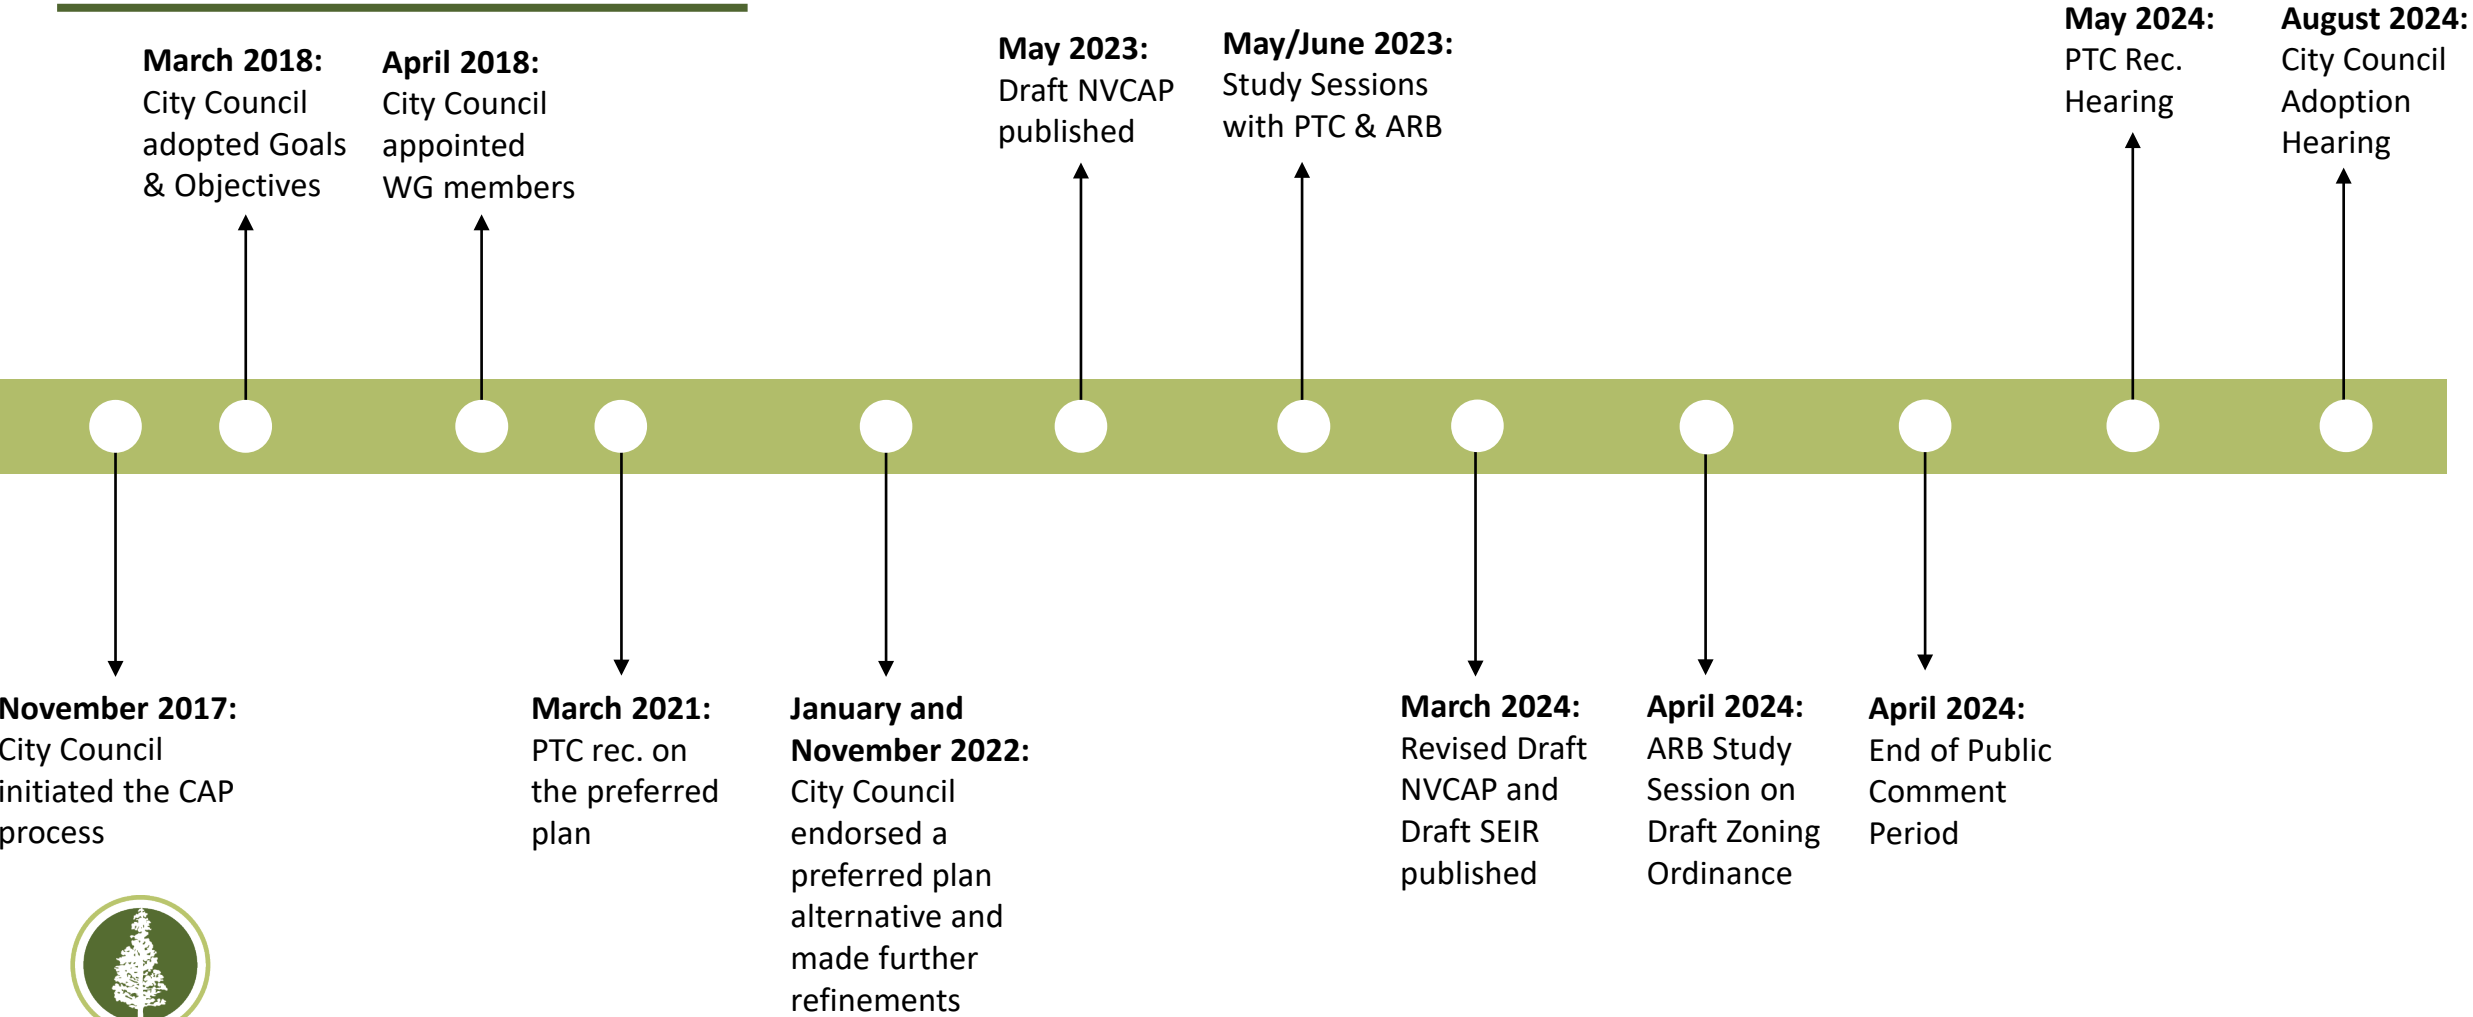 March 2018:
City Council
adopted Goals
& Objectives
April 2018:
City Council
appointed
WG members
May 2023:
Draft NVCAP
published
May/June 2023:
Study Sessions
with PTC & ARB
May 2024:
PTC Rec.
Hearing
August 2024:
City Council
Adoption
Hearing
November 2017:
City Council
initiated the CAP
process
March 2021:
PTC rec. on
the preferred
plan
January and
November 2022:
City Council
endorsed a
preferred plan
alternative and
made further
refinements
March 2024:
Revised Draft
NVCAP and
Draft SEIR
published
April 2024:
ARB Study
Session on
Draft Zoning
Ordinance
April 2024:
End of Public
Comment
Period